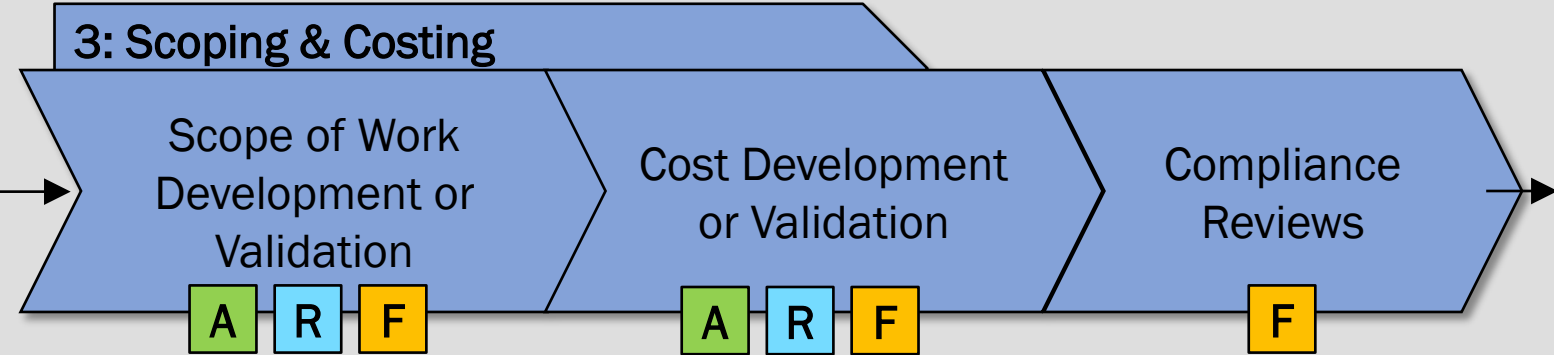 3: Scoping & Costing
Scope of Work
Development or
Validation
A R F
Cost Development
or Validation
A R F
Compliance
Reviews
F